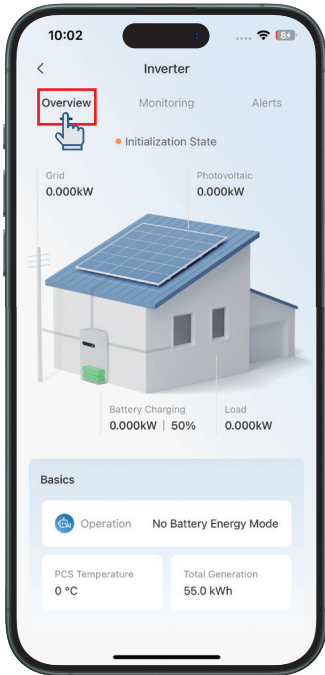 10:02
87
Inverter
Overview Monitoring Alerts
Initialization State
Grid Photovoltaic
0.000kW 0.000kW
Battery Charging Load
0.000kW | 50% 0.000kW
Basics
Operation No Battery Energy Mode
PCS Temperature Total Generation
0 °C 55.0 kWh